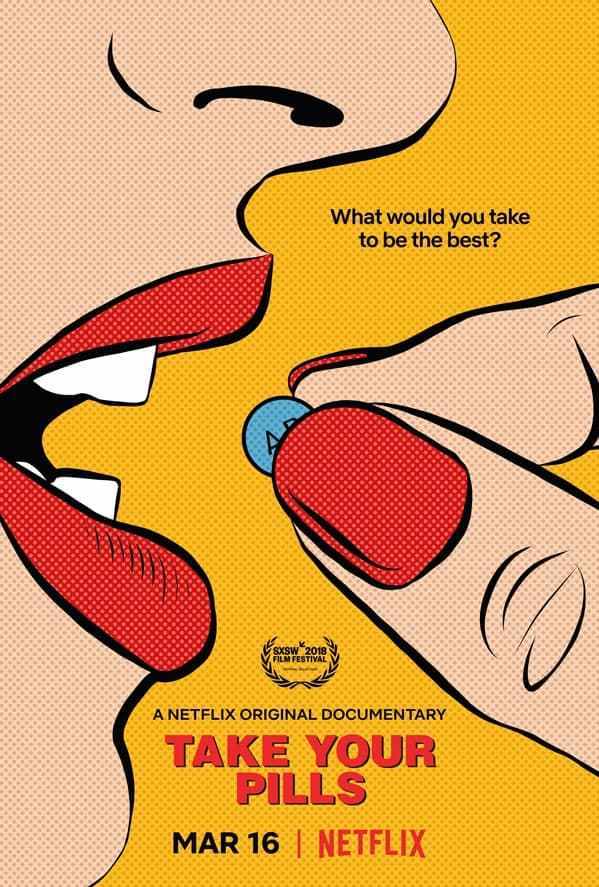 What would you take
to be the best?
SXSW 2018
FILM FESTIVAL
A NETFLIX ORIGINAL DOCUMENTARY
TAKE YOUR
PILLS
MAR 16 | NETFLIX